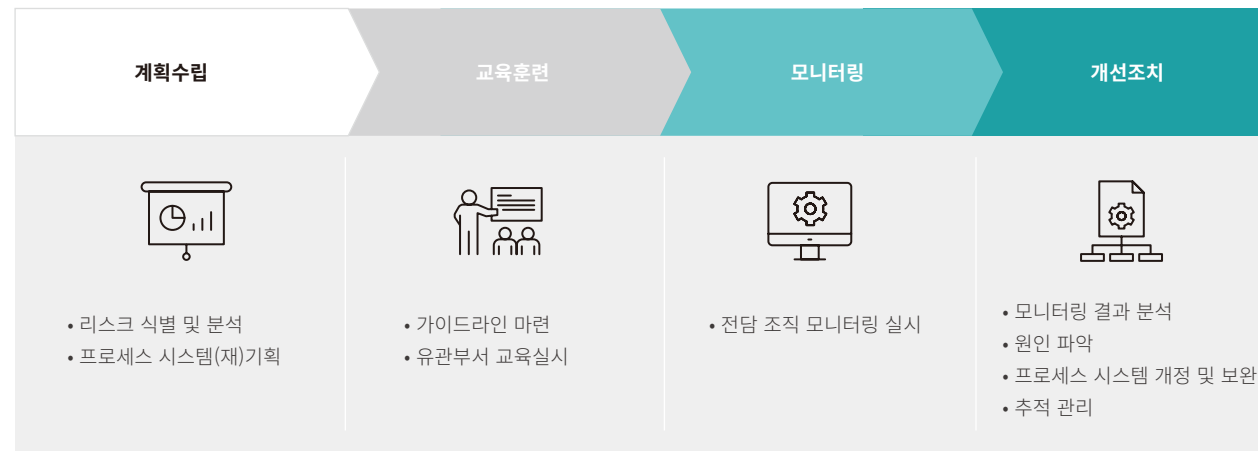 계획수립
교육훈련
모니터링
개선조치
• 리스크 식별 및 분석
• 프로세스 시스템(재)기획
• 가이드라인 마련
• 유관부서 교육실시
• 전담 조직 모니터링 실시
• 모니터링 결과 분석
• 원인 파악
• 프로세스 시스템 개정 및 보완
• 추적 관리